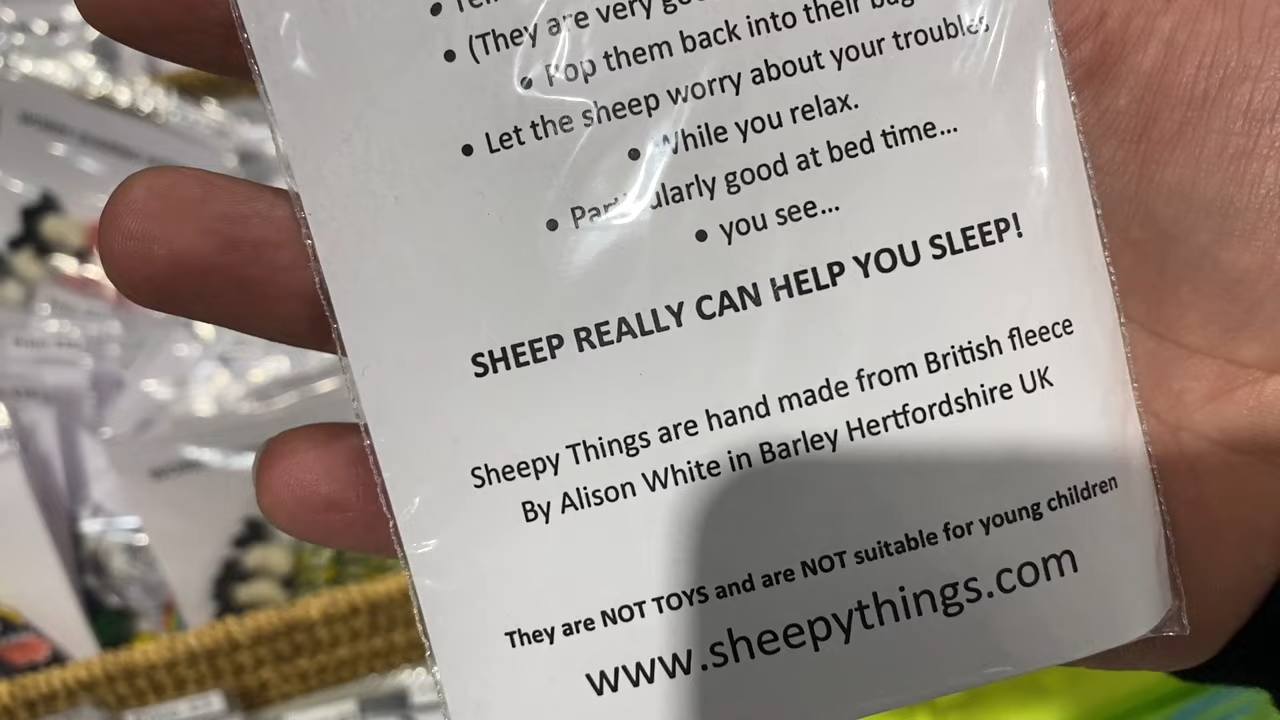 • (They are very
• Pop them back into their bag
• Let the sheep worry about your troubles
• While you relax.
• Particularly good at bed time...
• you see...
SHEEP REALLY CAN HELP YOU SLEEP!
Sheepy Things are hand made from British fleece
By Alison White in Barley Hertfordshire UK
They are NOT TOYS and are NOT suitable for young children
www.sheepythings.com